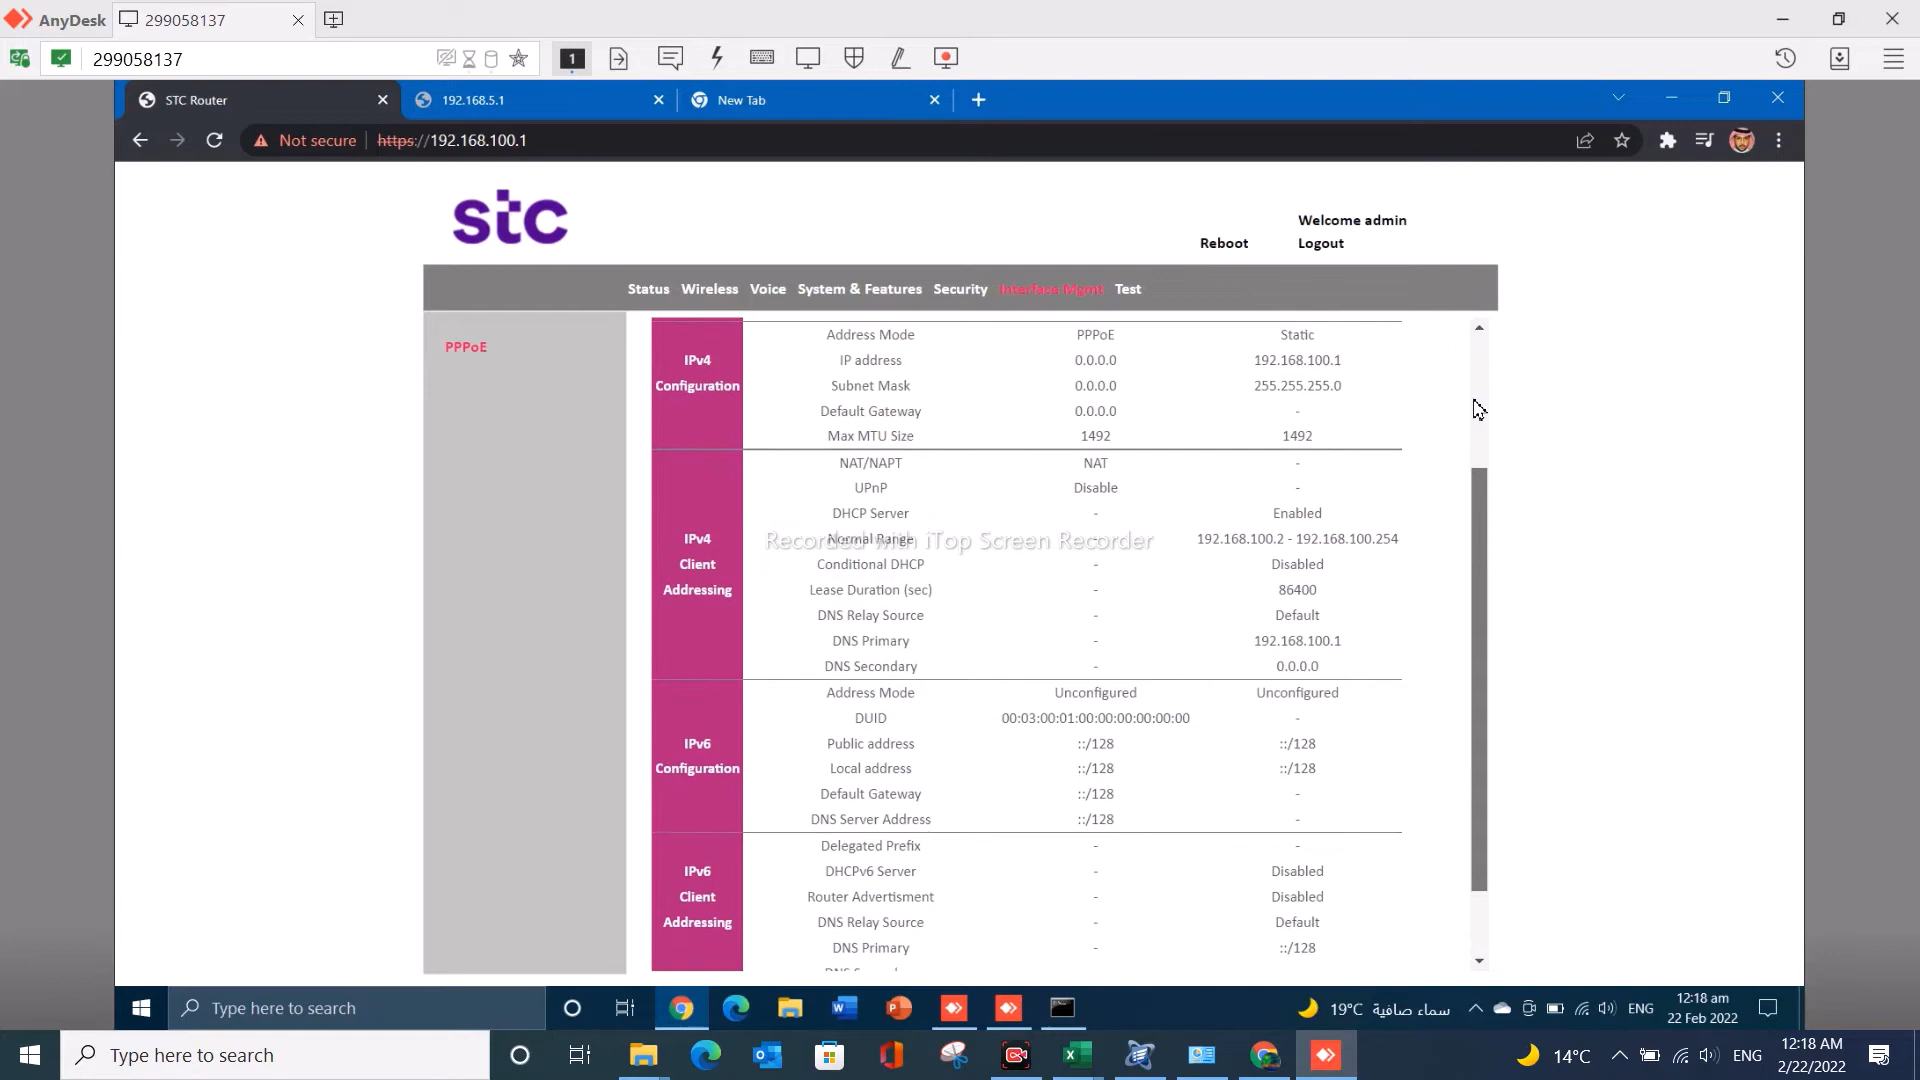 AnyDesk 299058137
299058137 1
STC Router 192.168.5.1 New Tab
Not secure https://192.168.100.1
stc
Welcome admin
Reboot Logout
Status Wireless Voice System & Features Security Interface Mgmt Test
PPPoE
IPv4
Configuration
Address Mode PPPoE Static
IP address 0.0.0.0 192.168.100.1
Subnet Mask 0.0.0.0 255.255.255.0
Default Gateway 0.0.0.0 -
Max MTU Size 1492 1492
IPv4
Client
Addressing
NAT/NAPT NAT -
UPnP Disable -
DHCP Server - Enabled
Normal Range - 192.168.100.2 - 192.168.100.254
Conditional DHCP - Disabled
Lease Duration (sec) - 86400
DNS Relay Source - Default
DNS Primary - 192.168.100.1
DNS Secondary - 0.0.0.0
Recorded with iTop Screen Recorder
IPv6
Configuration
Address Mode Unconfigured Unconfigured
DUID 00:03:00:01:00:00:00:00:00:00 -
Public address ::/128 ::/128
Local address ::/128 ::/128
Default Gateway ::/128 -
DNS Server Address ::/128 -
IPv6
Client
Addressing
Delegated Prefix - -
DHCPv6 Server - Disabled
Router Advertisment - Disabled
DNS Relay Source - Default
DNS Primary - ::/128
Type here to search 19°C سماء صافية ENG 12:18 am
22 Feb 2022
Type here to search 14°C ENG 12:18 AM
2/22/2022